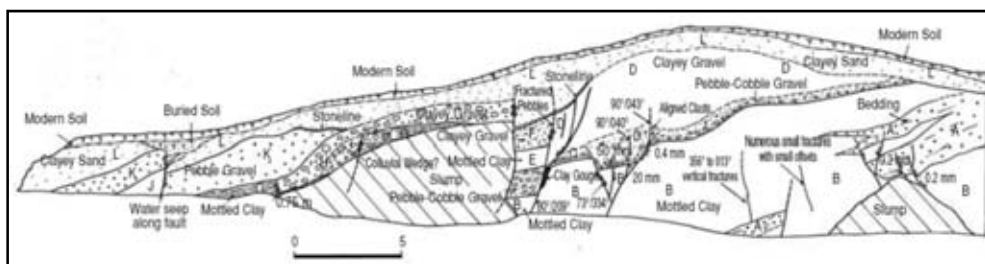 Modern Soil
Buried Soil
Modern Soil
Stoneline
Clayey Sand
L
L
K
K
J
Pebble Gravel
Water seep
along fault
Mottled Clay
0.75 m
0
5
Colluvial Wedge?
Clayey Gravel
Clayey Gravel
Mottled Clay
Slump
Pebble-Cobble Gravel
L
Stoneline
Fractured
Pebbles
F
E
B
Clay Gouge
Mottled Clay
D
Clayey Gravel
L
D
Clayey Sand
Modern Soil
L
Pebble-Cobble Gravel
90°:043°
90°:040°
Aligned Clasts
0.4 mm
20 mm
73°:034°
B
B
Mottled Clay
356° to 013°
vertical fractures
Numerous small fractures
with small offsets
Bedding
A
A
A
B
B
0.2 mm
Slump